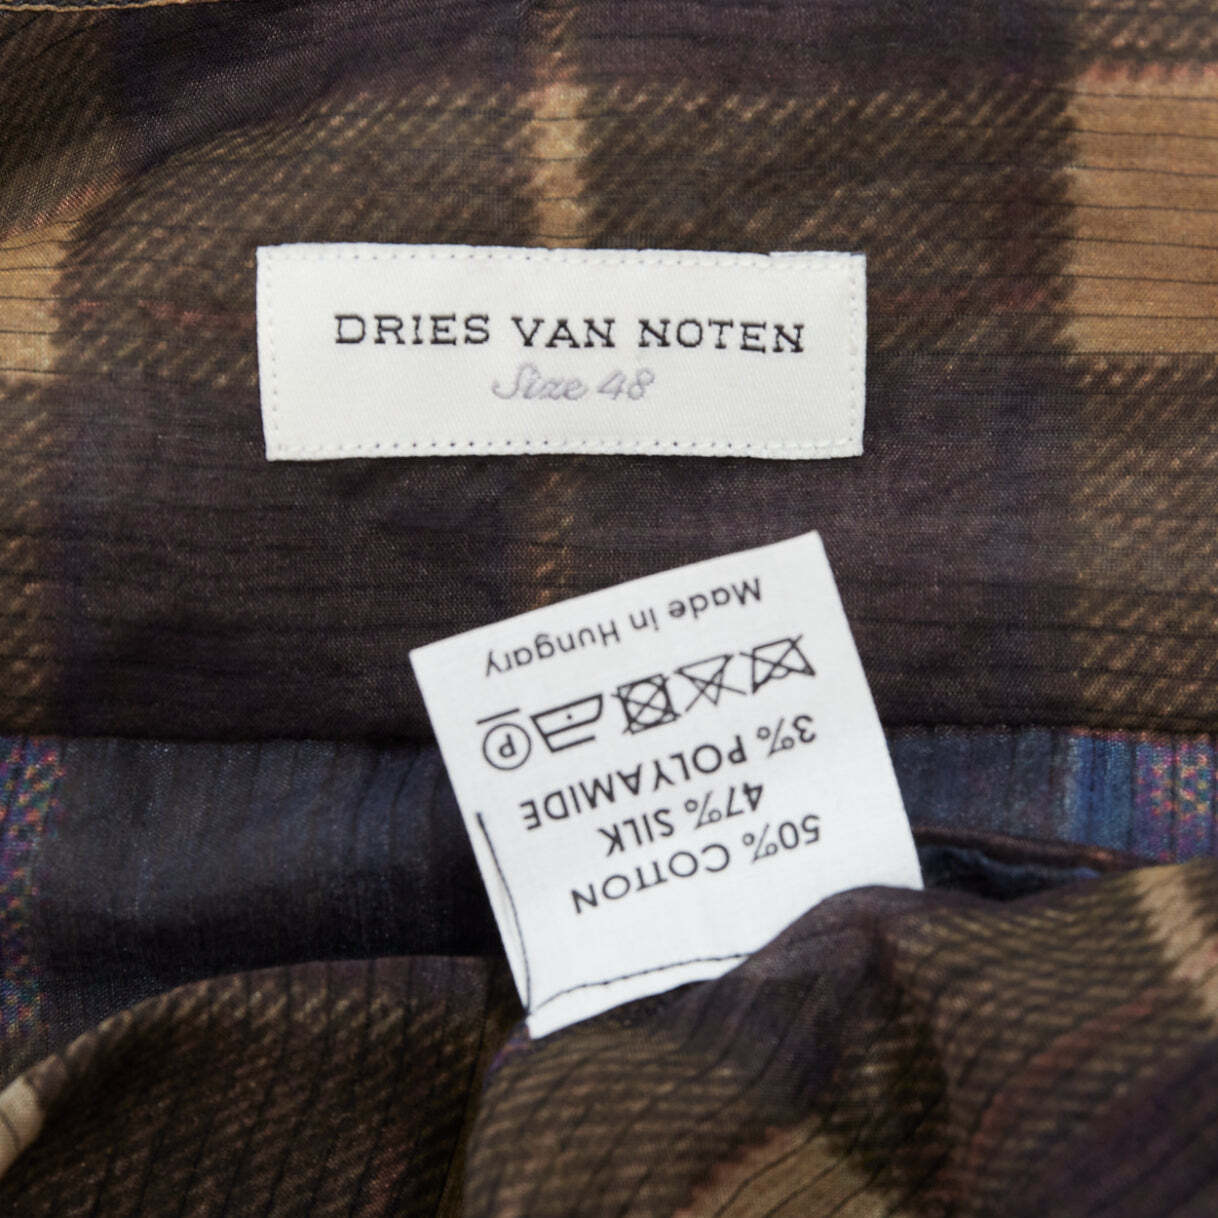 DRIES VAN NOTEN
Size 48
50% COTTON
47% SILK
3% POLYAMIDE
P
Made in Hungary